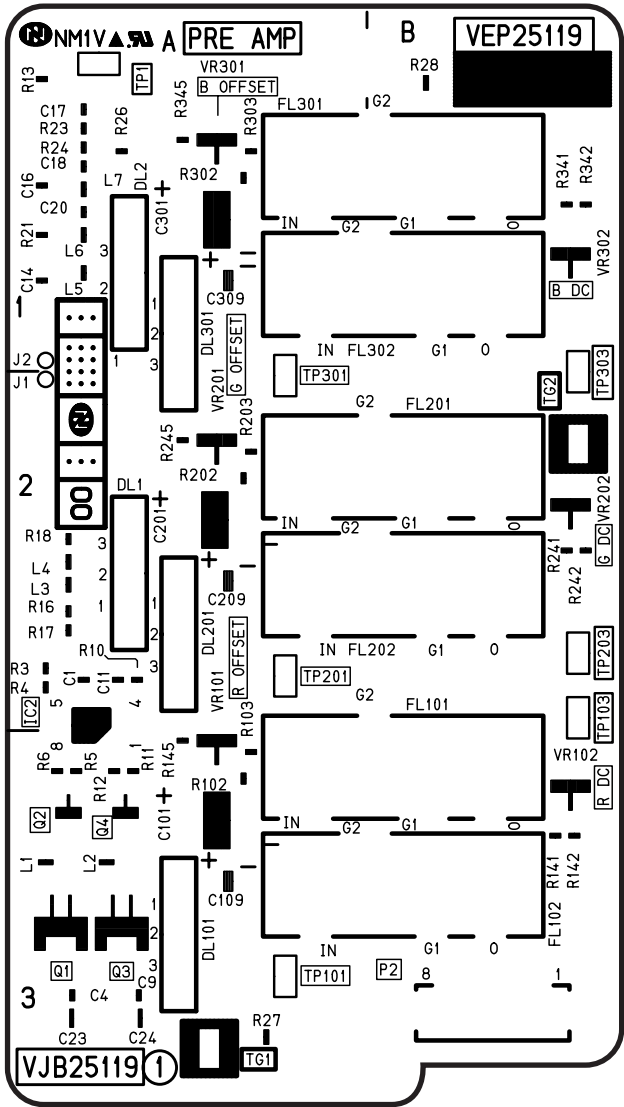 NM1V A PRE AMP B VEP25119
R13 TP1 VR301 R28
R345 B OFFSET
C17 R26 R303 FL301 G2
R23
R24
C18 DL2 R302 R341 R342
C16 L7 +
C20 C301
R21 IN G2 G1 O
L6 3 + VR302
C14 L5 2 1 C309 B DC
1 2 DL301 G OFFSET
J2 1 3 IN FL302 G1 O
J1 VR201 TP301 TG2 TP303
R203 G2 FL201
R245
2 DL1 + R202 VR202
C201 IN G2 G1 O
R18 3 + R241 G DC
L4 2 C209 R242
L3 1
R16 1 DL201
R17 2 R OFFSET IN FL202 G1 O
R10 3 TP203
R3 C1 C11 VR101 TP201
R4 IC2 5 4 R103 G2 FL101 TP103
8 1 VR102
R6 R5 R12 R11 R145 R DC
Q2 Q4 C101 + R102
IN G2 G1 O
L1 L2 + R141 R142
C109
1
2 DL101 FL102
IN G1 O
Q1 Q3 3 TP101 P2 8 1
3 C4 C9
C23 C24 R27
VJB25119 1 TG1